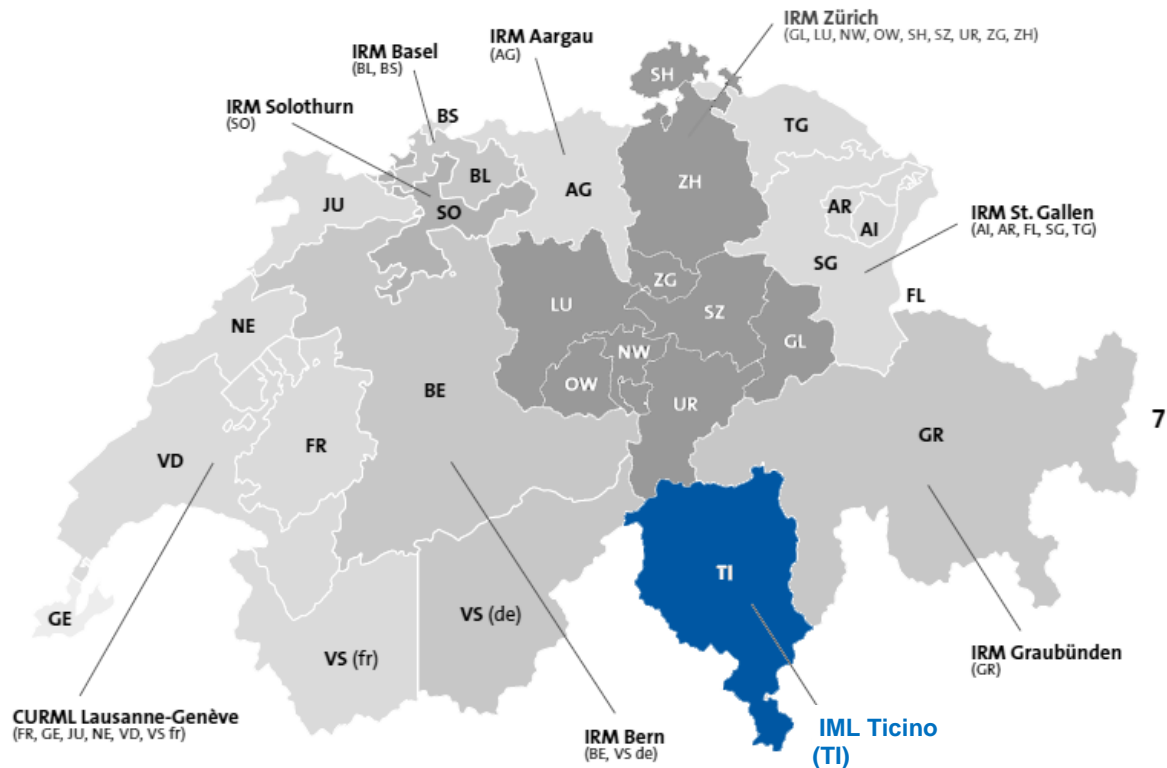 IRM Zürich
(GL, LU, NW, OW, SH, SZ, UR, ZG, ZH)
IRM Aargau
(AG)
IRM Basel
(BL, BS)
IRM Solothurn
(SO)
SH
BS
TG
BL
AG
ZH
JU
SO
AR
AI
IRM St. Gallen
(AI, AR, FL, SG, TG)
SG
ZG
FL
LU
SZ
NE
NW
GL
OW
BE
UR
7
FR
GR
VD
TI
GE
VS (de)
VS (fr)
IRM Graubünden
(GR)
CURML Lausanne-Genève
(FR, GE, JU, NE, VD, VS fr)
IRM Bern
(BE, VS de)
IML Ticino
(TI)